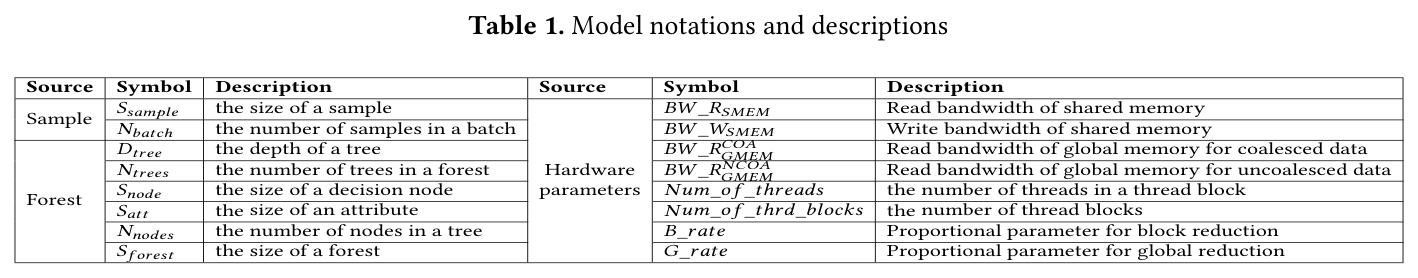 Table 1. Model notations and descriptions
Source Symbol Description Source Symbol Description
Sample S_sample the size of a sample Hardware parameters BW_R_SMEM Read bandwidth of shared memory
N_batch the number of samples in a batch BW_W_SMEM Write bandwidth of shared memory
Forest D_tree the depth of a tree BW_R^COA_GMEM Read bandwidth of global memory for coalesced data
N_trees the number of trees in a forest BW_R^NCOA_GMEM Read bandwidth of global memory for uncoalesced data
S_node the size of a decision node Num_of_threads the number of threads in a thread block
S_att the size of an attribute Num_of_thrd_blocks the number of thread blocks
N_nodes the number of nodes in a tree B_rate Proportional parameter for block reduction
S_forest the size of a forest G_rate Proportional parameter for global reduction